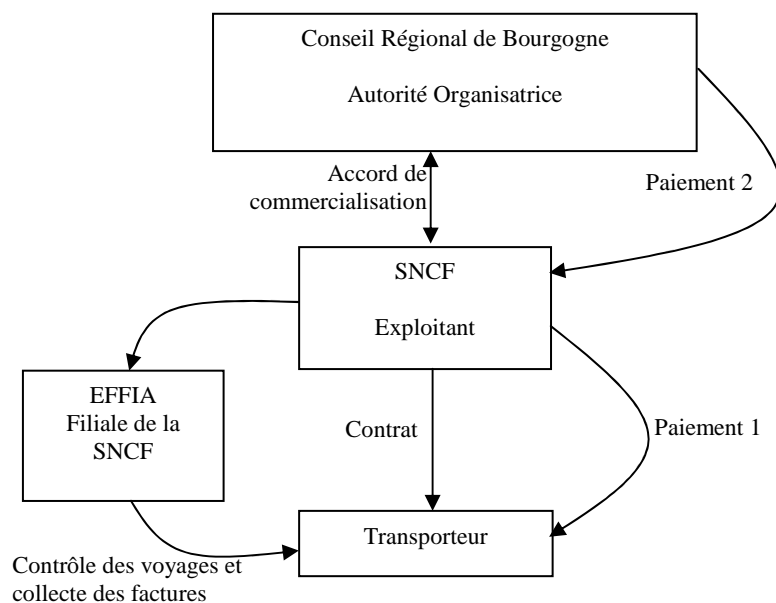 Conseil Régional de Bourgogne
Autorité Organisatrice
Accord de
commercialisation
Paiement 2
SNCF
Exploitant
EFFIA
Filiale de la
SNCF
Contrat
Paiement 1
Transporteur
Contrôle des voyages et
collecte des factures